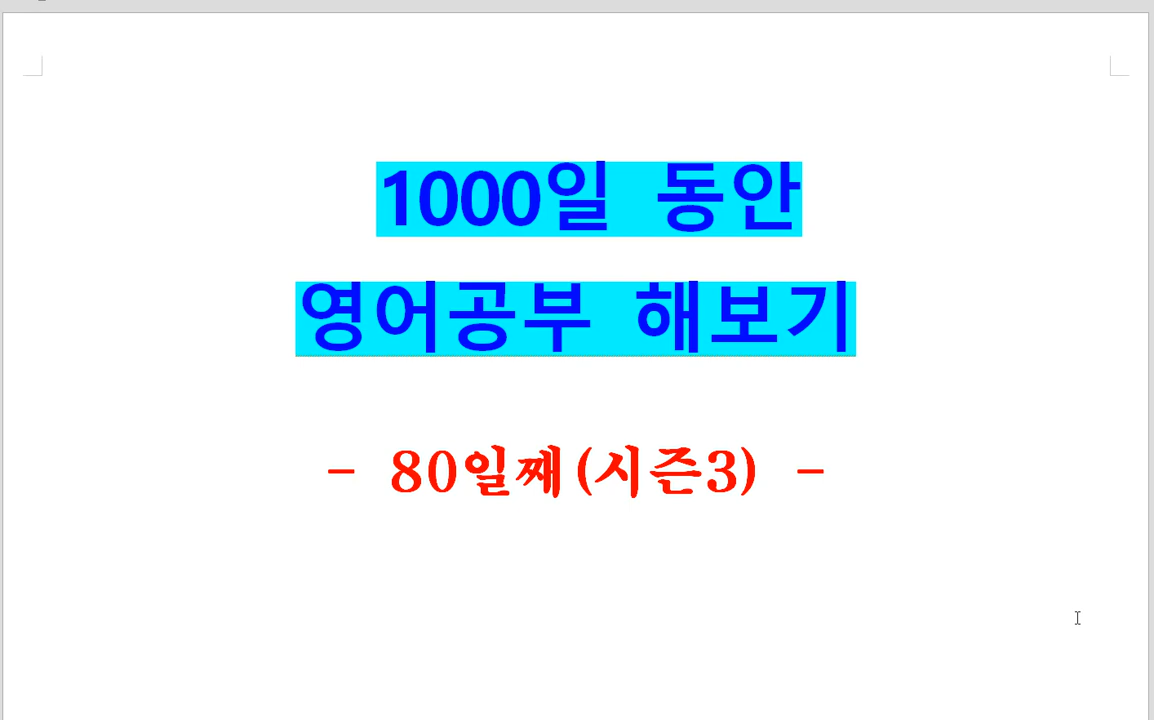 1000일 동안
영어공부 해보기
- 80일째(시즌3) -